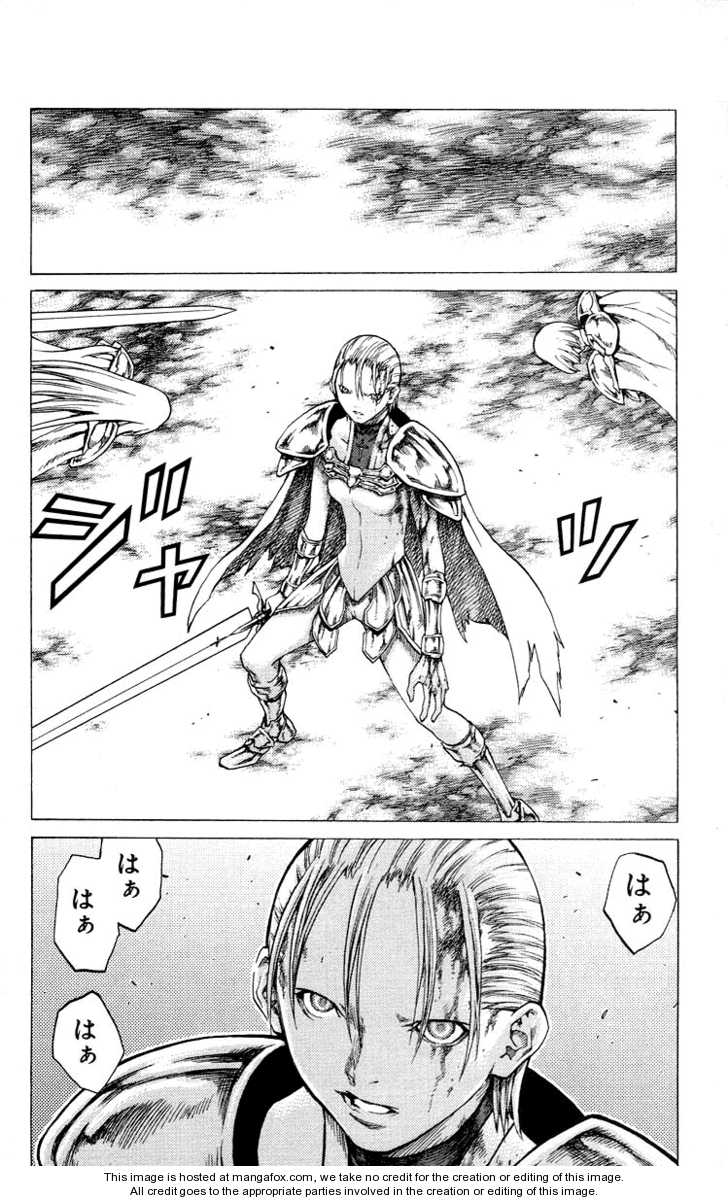 ジャッ
はぁ
はぁ
はぁ
はぁ
This image is hosted at mangafox.com, we take no credit for the creation or editing of this image.
All credit goes to the appropriate parties involved in the creation or editing of this image.